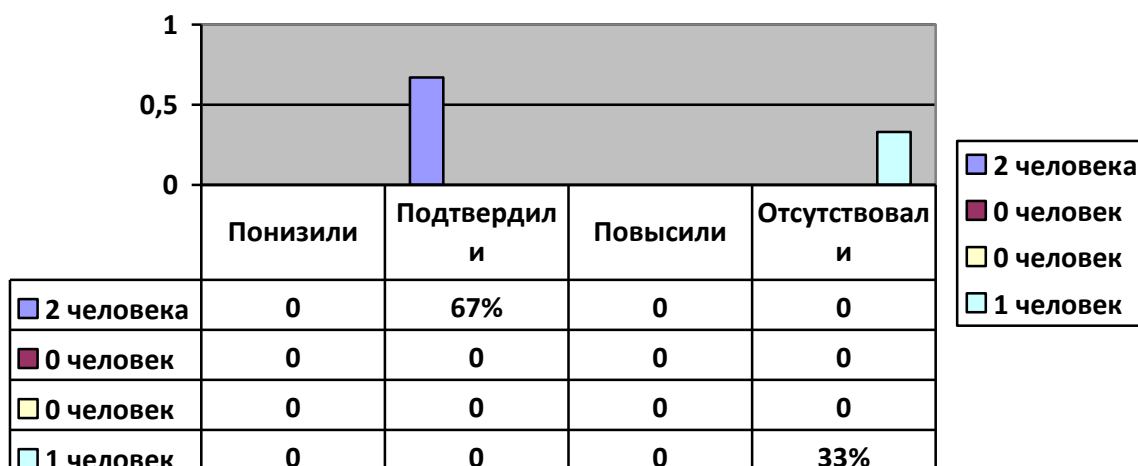 1
0,5
0
Понизили
Подтвердил
и
Повысили
Отсутствовал
и
2 человека 0 67% 0 0
0 человек 0 0 0 0
0 человек 0 0 0 0
1 человек 0 0 0 33%
2 человека
0 человек
0 человек
1 человек